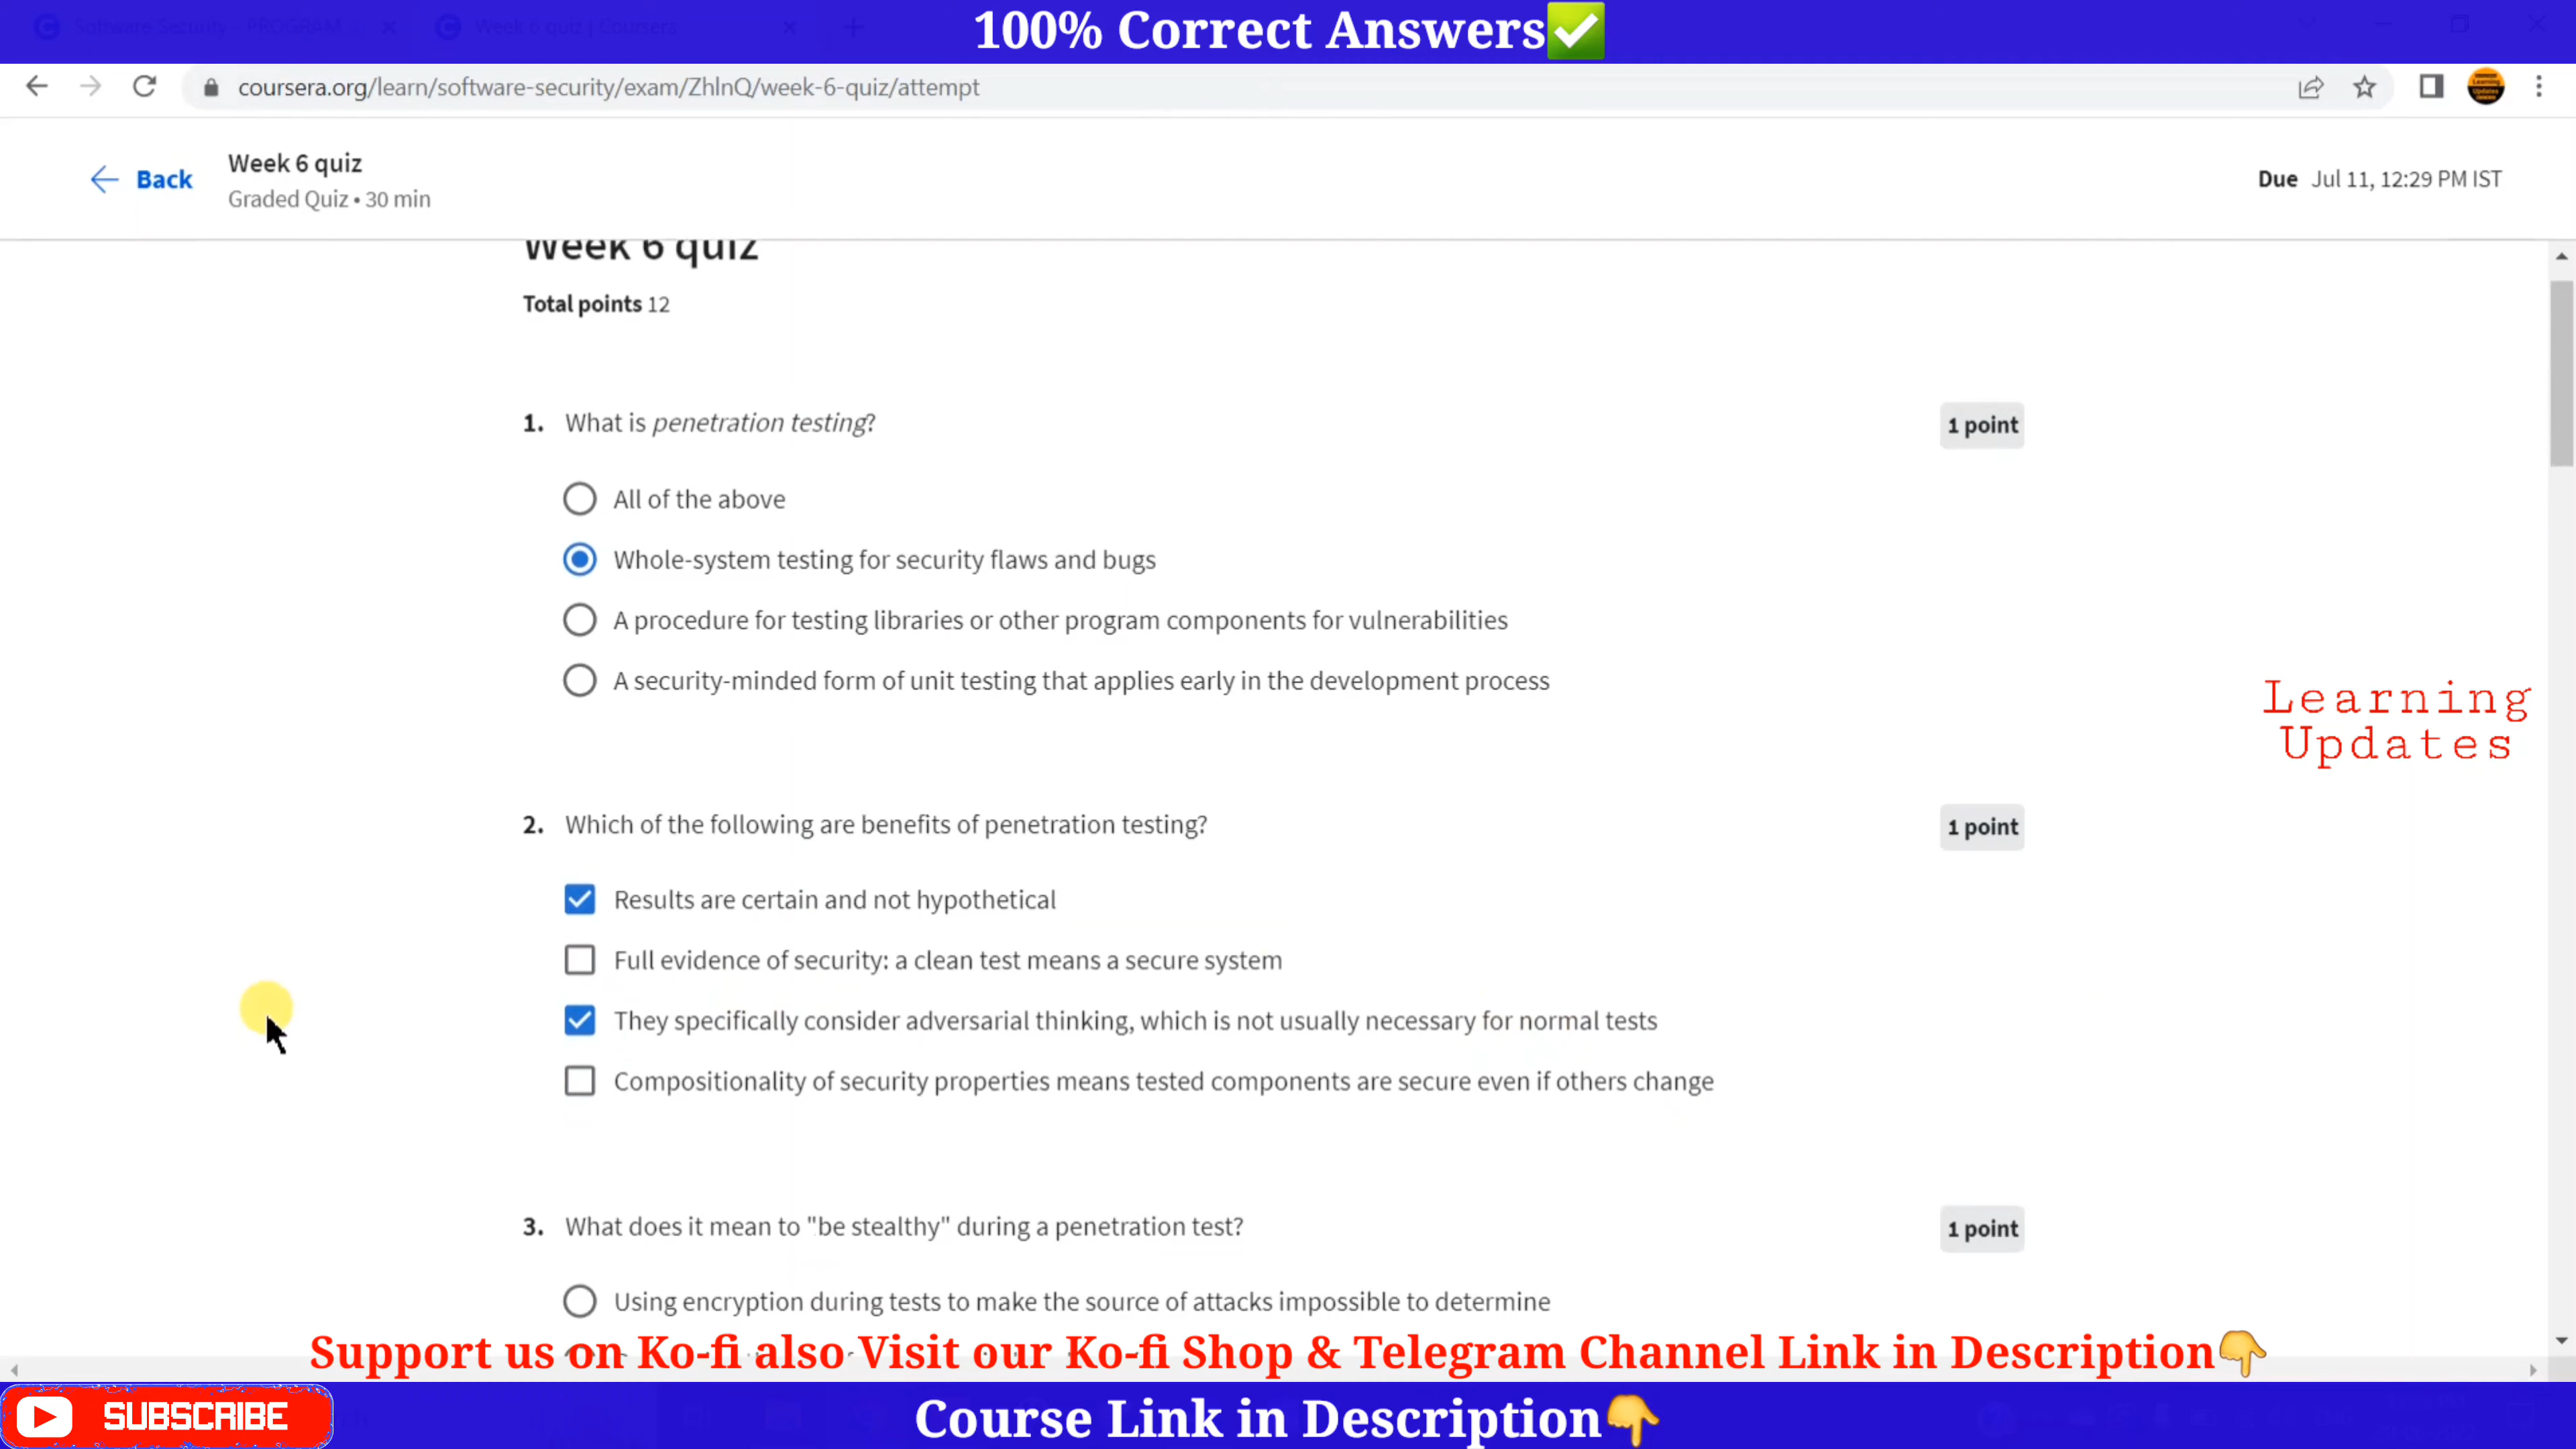 Software Security - PROGRAM
Week 6 quiz | Coursera
100% Correct Answers✅
coursera.org/learn/software-security/exam/ZhlnQ/week-6-quiz/attempt
Back
Week 6 quiz
Graded Quiz • 30 min
Due Jul 11, 12:29 PM IST
Week 6 quiz
Total points 12
1. What is penetration testing?
1 point
All of the above
Whole-system testing for security flaws and bugs
A procedure for testing libraries or other program components for vulnerabilities
A security-minded form of unit testing that applies early in the development process
Learning
Updates
2. Which of the following are benefits of penetration testing?
1 point
Results are certain and not hypothetical
Full evidence of security: a clean test means a secure system
They specifically consider adversarial thinking, which is not usually necessary for normal tests
Compositionality of security properties means tested components are secure even if others change
3. What does it mean to "be stealthy" during a penetration test?
1 point
Using encryption during tests to make the source of attacks impossible to determine
Support us on Ko-fi also Visit our Ko-fi Shop & Telegram Channel Link in Description👇
SUBSCRIBE
Course Link in Description👇